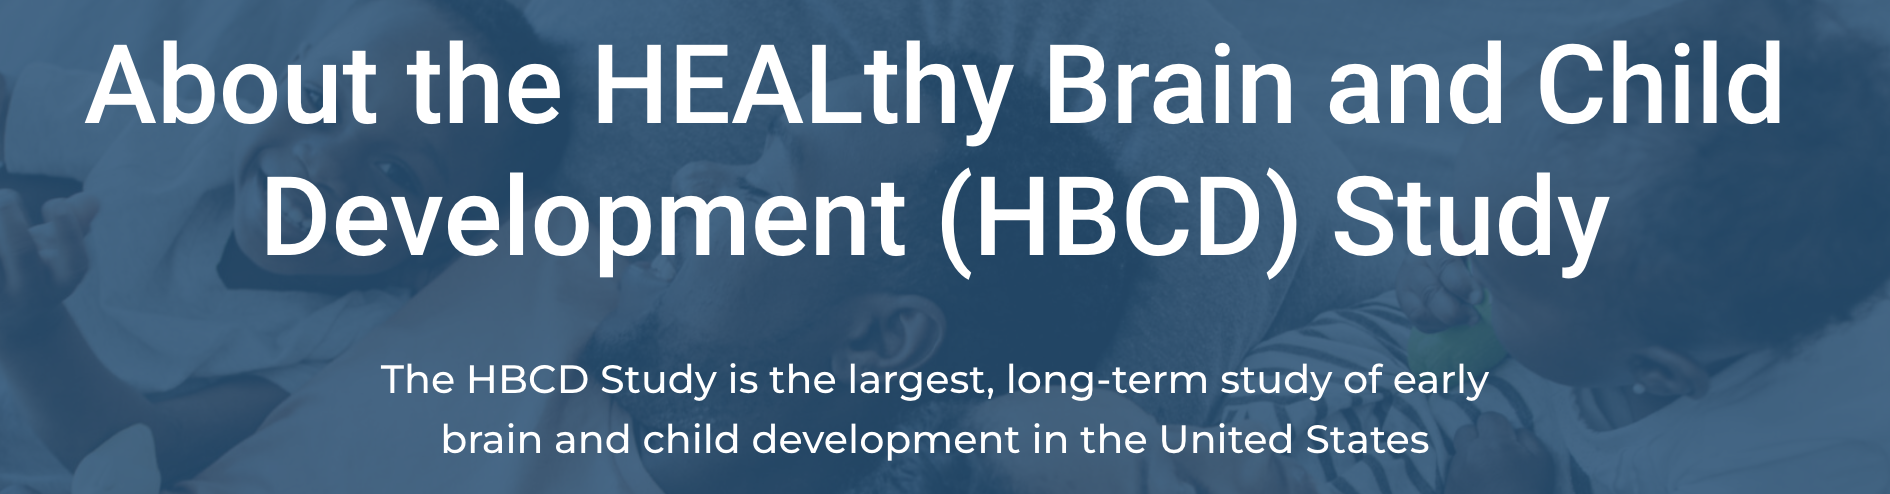 About the HEALthy Brain and Child
Development (HBCD) Study
The HBCD Study is the largest, long-term study of early
brain and child development in the United States